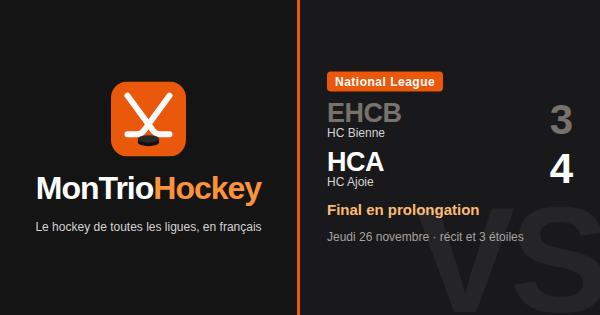 MonTrioHockey
Le hockey de toutes les ligues, en français
National League
EHCB 3
HC Bienne
HCA 4
HC Ajoie
Final en prolongation
Jeudi 26 novembre · récit et 3 étoiles
VS